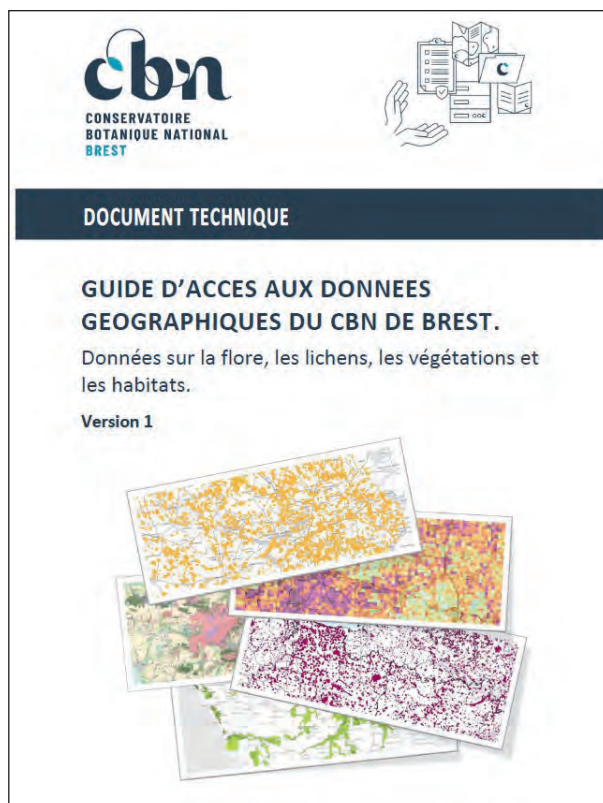 cbn
CONSERVATOIRE
BOTANIQUE NATIONAL
BREST
DOCUMENT TECHNIQUE
GUIDE D'ACCES AUX DONNEES
GEOGRAPHIQUES DU CBN DE BREST.
Données sur la flore, les lichens, les végétations et
les habitats.
Version 1